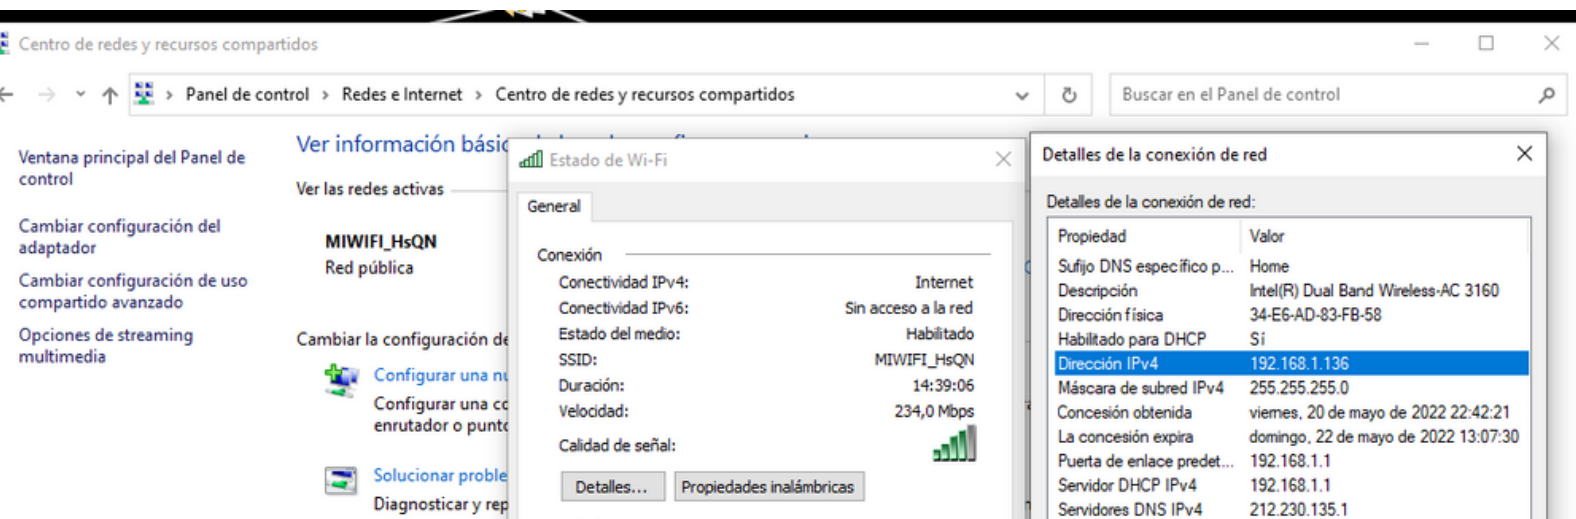 Centro de redes y recursos compartidos
Panel de control > Redes e Internet > Centro de redes y recursos compartidos
Buscar en el Panel de control
Ventana principal del Panel de
control
Cambiar configuración del
adaptador
Cambiar configuración de uso
compartido avanzado
Opciones de streaming
multimedia
Ver información básic
Ver las redes activas
MIWIFI_HsQN
Red pública
Cambiar la configuración de
Configurar una nu
Configurar una co
enrutador o punto
Solucionar proble
Diagnosticar y rep
Estado de Wi-Fi
General
Conexión
Conectividad IPv4: Internet
Conectividad IPv6: Sin acceso a la red
Estado del medio: Habilitado
SSID: MIWIFI_HsQN
Duración: 14:39:06
Velocidad: 234,0 Mbps
Calidad de señal:
Detalles... Propiedades inalámbricas
Detalles de la conexión de red
Detalles de la conexión de red:
Propiedad Valor
Sufijo DNS específico p... Home
Descripción Intel(R) Dual Band Wireless-AC 3160
Dirección física 34-E6-AD-83-FB-58
Habilitado para DHCP Sí
Dirección IPv4 192.168.1.136
Máscara de subred IPv4 255.255.255.0
Concesión obtenida viernes, 20 de mayo de 2022 22:42:21
La concesión expira domingo, 22 de mayo de 2022 13:07:30
Puerta de enlace predet... 192.168.1.1
Servidor DHCP IPv4 192.168.1.1
Servidores DNS IPv4 212.230.135.1